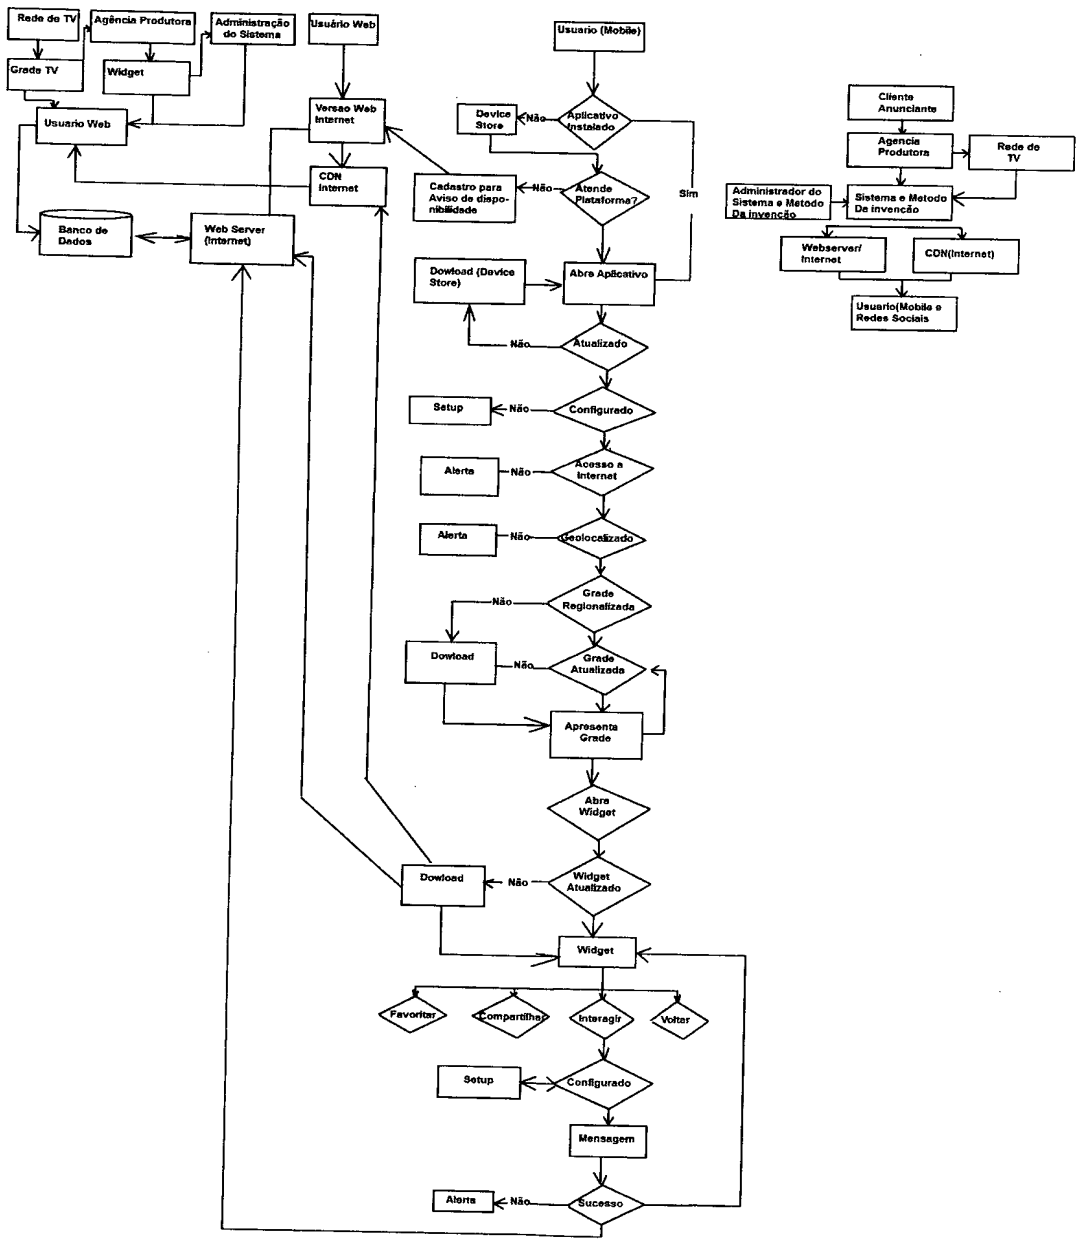 Rede de TV
Agência Produtora
Administração
do Sistema
Usuário Web
Usuario (Mobile)
Grade TV
Widget
Usuario Web
Versao Web
Internet
Device
Store
Não
Aplicativo
Instalado
CDN
Internet
Cadastro para
Aviso de dispo-
nibilidade
Não
Atende
Plataforma?
Sim
Banco de
Dados
Web Server
(Internet)
Dowload (Device
Store)
Abre Aplicativo
Não
Atualizado
Setup
Não
Configurado
Alerta
Não
Acesso a
Internet
Alerta
Não
Geolocalizado
Não
Grade
Regionalizada
Dowload
Não
Grade
Atualizada
Apresenta
Grade
Abre
Widget
Dowload
Não
Widget
Atualizado
Widget
Favoritar
Compartilhar
Interagir
Voltar
Setup
Configurado
Mensagem
Alerta
Não
Sucesso
Cliente
Anunciante
Agencia
Produtora
Rede de
TV
Administrador do
Sistema e Metodo
Da invenção
Sistema e Metodo
Da invenção
Webserver/
Internet
CDN(Internet)
Usuario(Mobile e
Redes Sociais